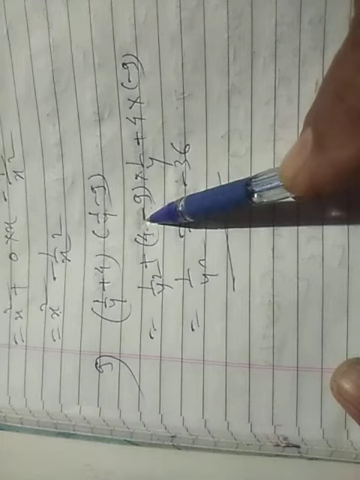 = x² + 0 × x - 1/x²
= x² - 1/x²
g) (1/y + 4) (1/y - 9)
= 1/y² + (4 - 9) × 1/y + 4 × (-9)
= 1/y² - 36